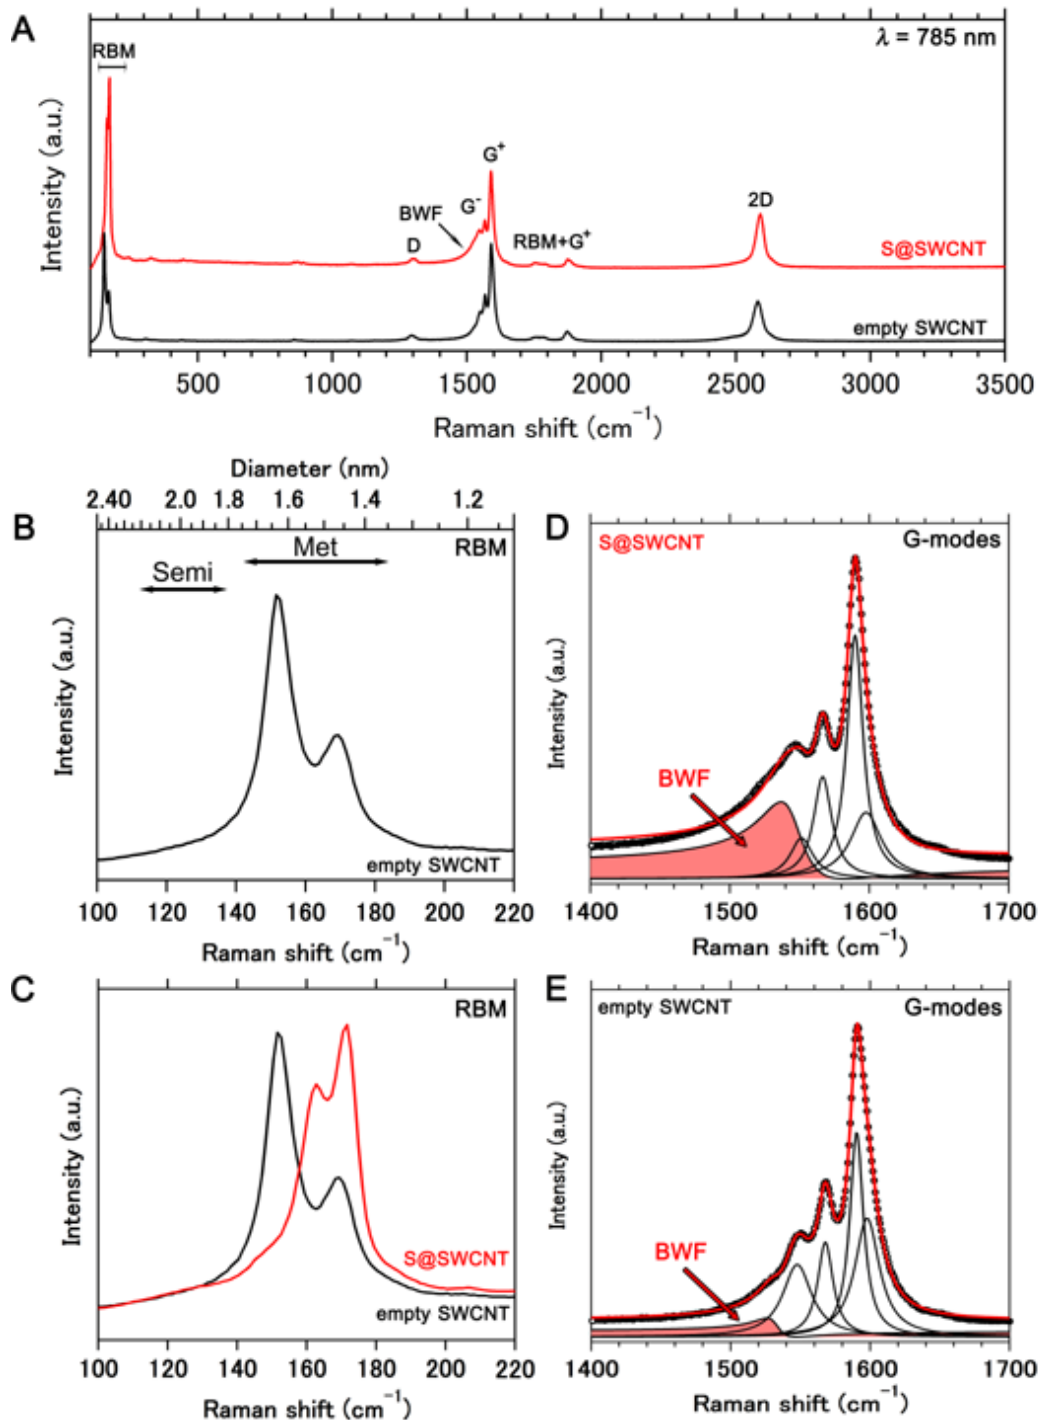 A
λ = 785 nm
RBM
Intensity (a.u.)
G⁺
G⁻
BWF
D
RBM+G⁺
2D
S@SWCNT
empty SWCNT
500 1000 1500 2000 2500 3000 3500
Raman shift (cm⁻¹)
Diameter (nm)
2.40 2.0 1.8 1.6 1.4 1.2
B
RBM
Met
Semi
Intensity (a.u.)
empty SWCNT
100 120 140 160 180 200 220
Raman shift (cm⁻¹)
D
S@SWCNT
G-modes
Intensity (a.u.)
BWF
1400 1500 1600 1700
Raman shift (cm⁻¹)
C
RBM
Intensity (a.u.)
S@SWCNT
empty SWCNT
100 120 140 160 180 200 220
Raman shift (cm⁻¹)
E
empty SWCNT
G-modes
Intensity (a.u.)
BWF
1400 1500 1600 1700
Raman shift (cm⁻¹)